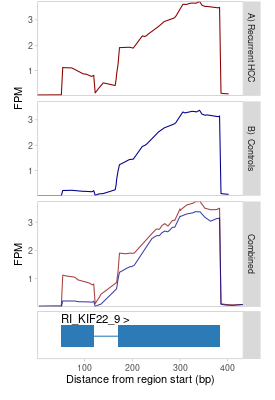 3
2
1
A) Recurrent HCC
FPM
3
2
1
B) Controls
3
2
1
FPM
Combined
RI_KIF22_9 >
100 200 300 400
Distance from region start (bp)